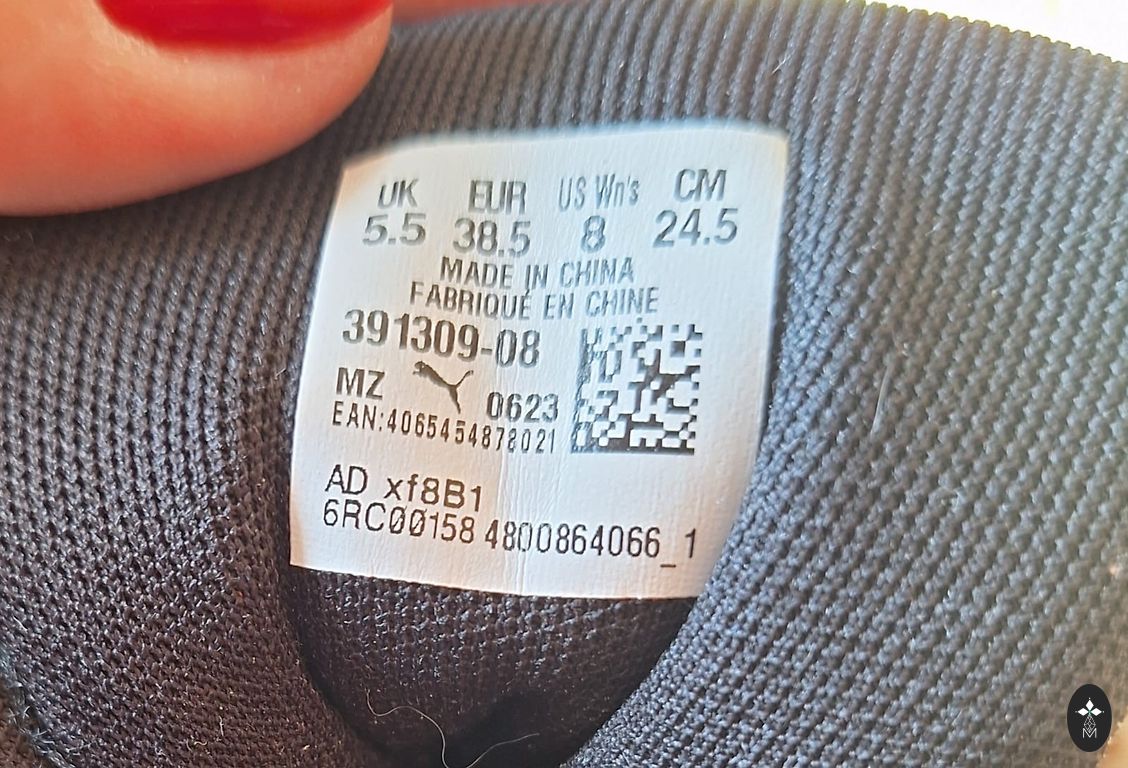 UK EUR US Wn's CM
5.5 38.5 8 24.5
MADE IN CHINA
FABRIQUÉ EN CHINE
391309-08
MZ 0623
EAN:4065454878021
AD xf8B1
6RC00158 4800864066_1
M